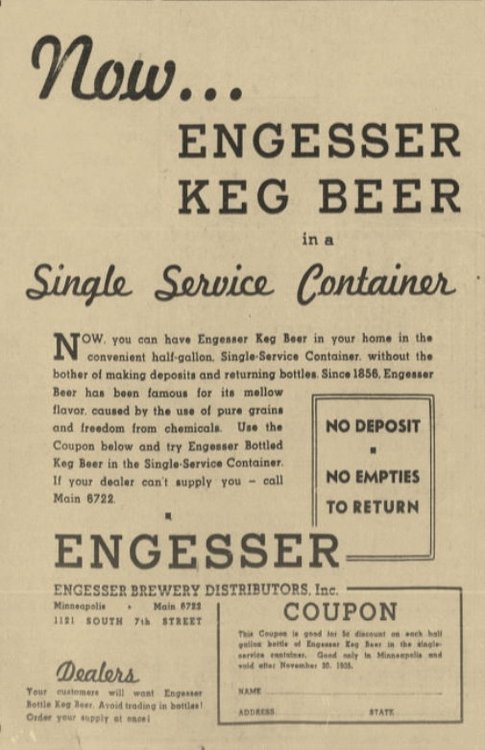 Now...
ENGESSER
KEG BEER
in a
Single Service Container
NOW, you can have Engesser Keg Beer in your home in the
convenient half-gallon, Single-Service Container, without the
bother of making deposits and returning bottles. Since 1856, Engesser
Beer has been famous for its mellow
flavor, caused by the use of pure grains
and freedom from chemicals. Use the
Coupon below and try Engesser Bottled
Keg Beer in the Single-Service Container.
If your dealer can't supply you – call
Main 6722.
NO DEPOSIT
NO EMPTIES
TO RETURN
ENGESSER
ENGESSER BREWERY DISTRIBUTORS, Inc.
Minneapolis • Main 6722
1121 SOUTH 7th STREET
Dealers
Your customers will want Engesser
Bottle Keg Beer. Avoid trading in bottles!
Order your supply at once!
COUPON
This Coupon is good for 5c discount on each half
gallon bottle of Engesser Keg Beer in the single-
service container. Good only in Minneapolis and
void after November 30, 1935.
NAME
ADDRESS STATE